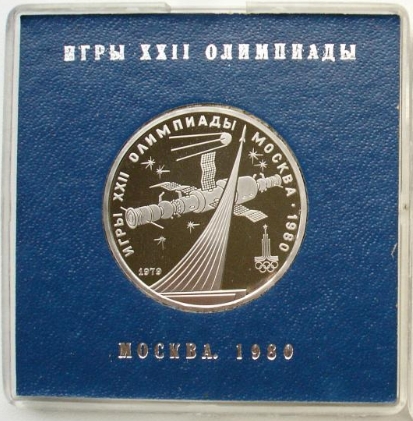 ИГРЫ XXII ОЛИМПИАДЫ
ИГРЫ XXII ОЛИМПИАДЫ МОСКВА · 1980
1979
МОСКВА. 1980